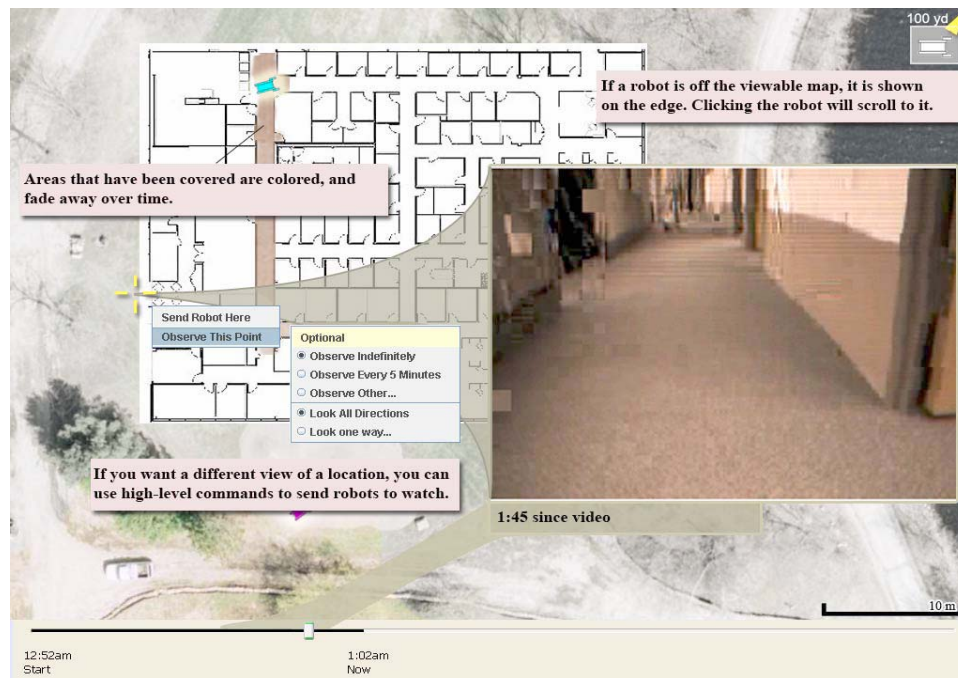 100 yd
If a robot is off the viewable map, it is shown
on the edge. Clicking the robot will scroll to it.
Areas that have been covered are colored, and
fade away over time.
Send Robot Here
Observe This Point
Optional
Observe Indefinitely
Observe Every 5 Minutes
Observe Other...
Look All Directions
Look one way...
If you want a different view of a location, you can
use high-level commands to send robots to watch.
1:45 since video
10 m
12:52am
Start
1:02am
Now